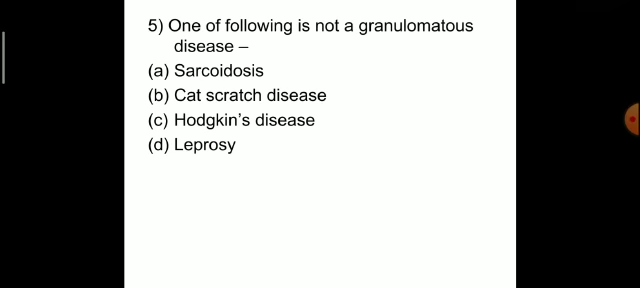 5) One of following is not a granulomatous
disease –
(a) Sarcoidosis
(b) Cat scratch disease
(c) Hodgkin’s disease
(d) Leprosy